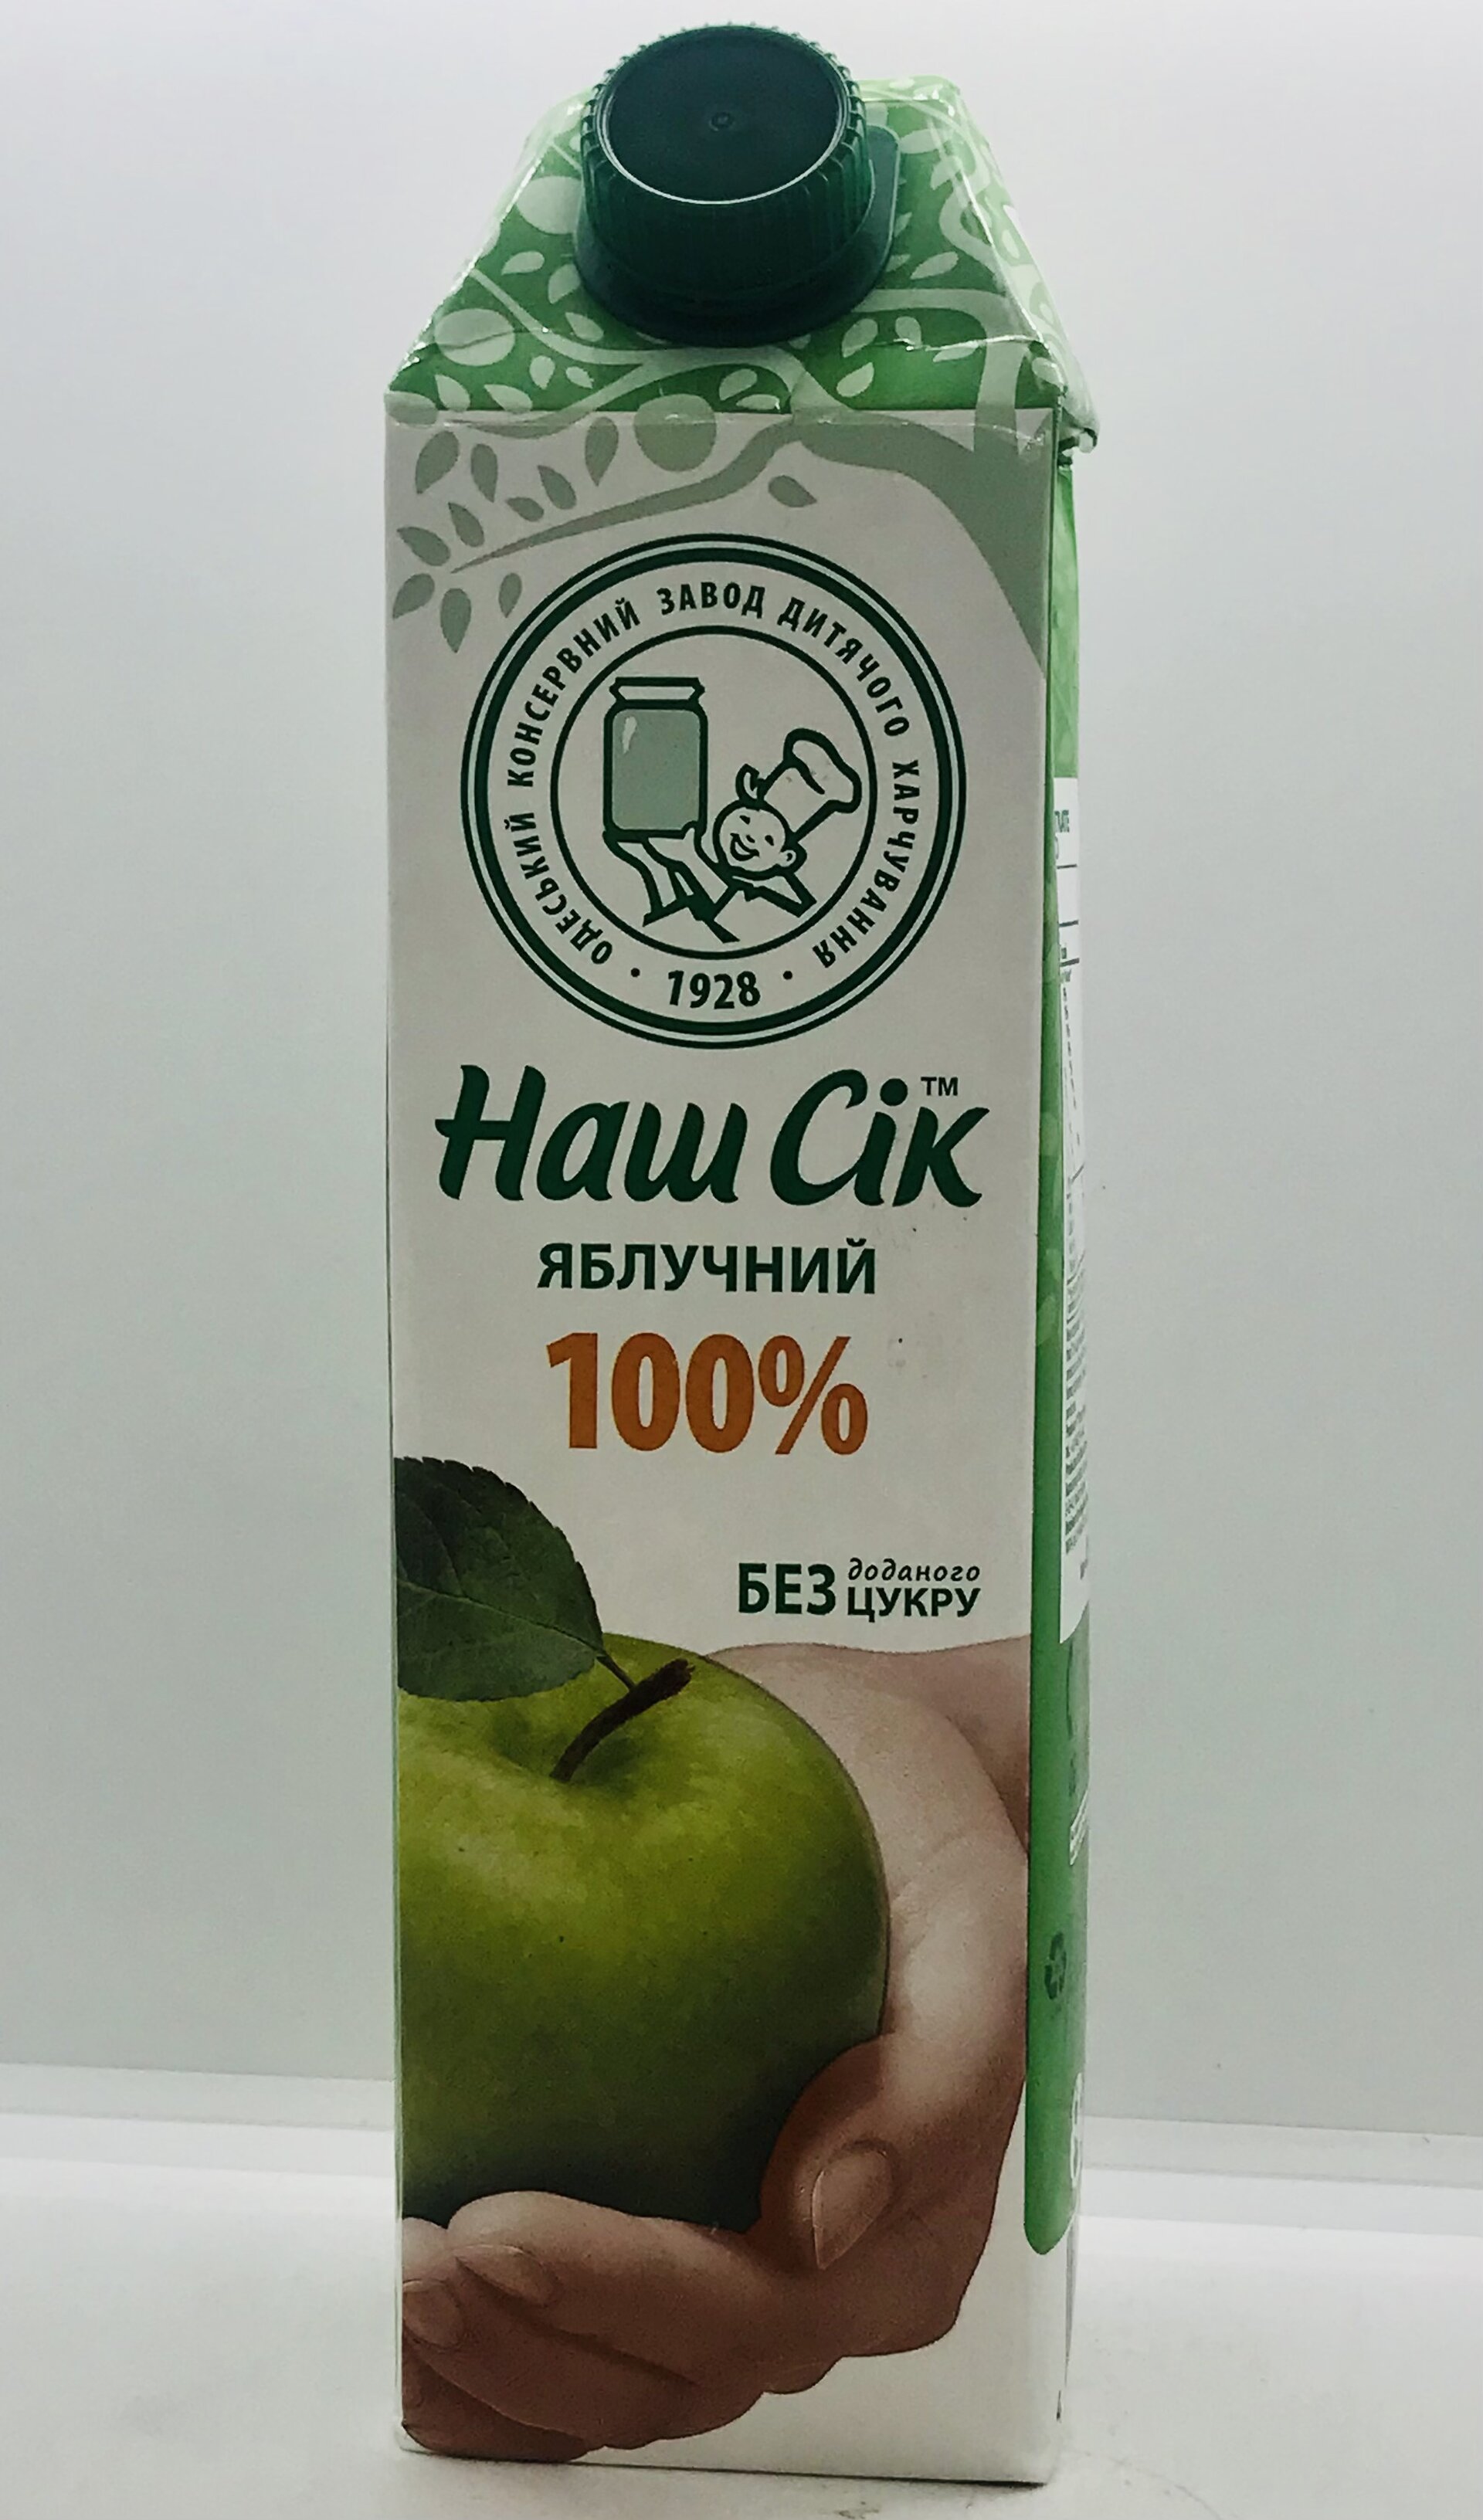 ОДЕСЬКИЙ КОНСЕРВНИЙ ЗАВОД ДИТЯЧОГО ХАРЧУВАННЯ
• 1928 •
Наш Сік™
ЯБЛУЧНИЙ
100%
БЕЗ доданого
ЦУКРУ